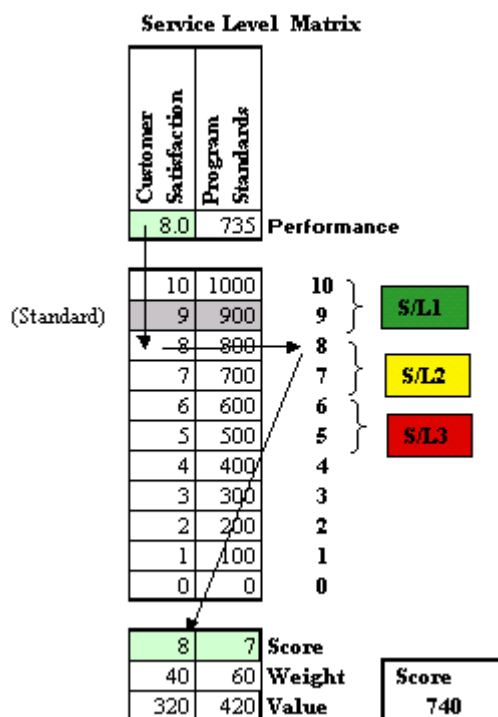 Service Level Matrix
Customer
Satisfaction
Program
Standards
8.0 735 Performance
10 1000 10
(Standard) 9 900 9 S/L1
8 800 8
7 700 7 S/L2
6 600 6
5 500 5 S/L3
4 400 4
3 300 3
2 200 2
1 100 1
0 0 0
8 7 Score
40 60 Weight Score
320 420 Value 740